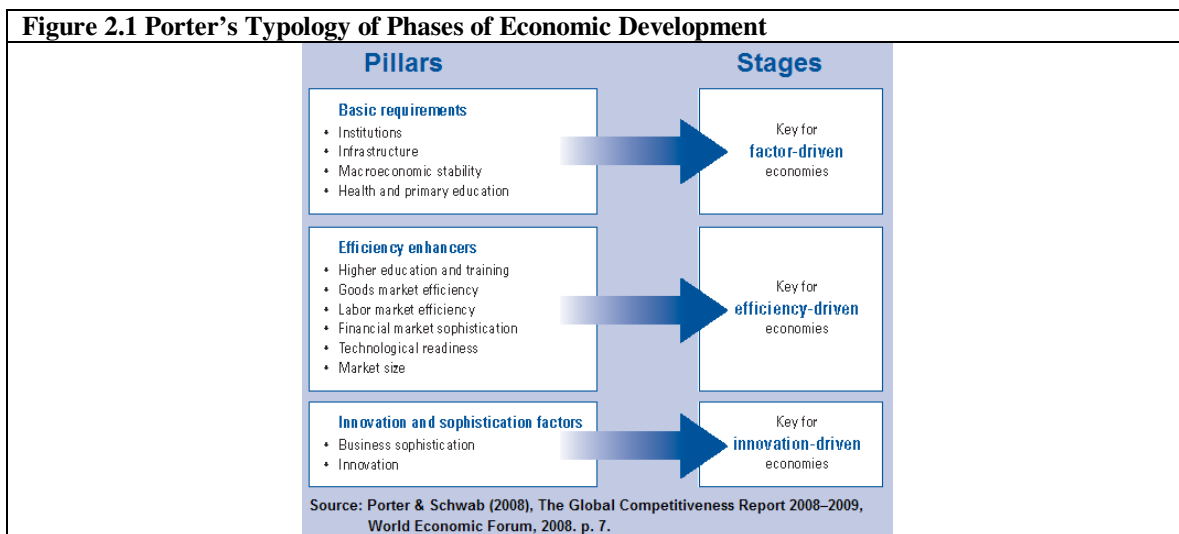 Figure 2.1 Porter's Typology of Phases of Economic Development
Pillars
Stages
Basic requirements
• Institutions
• Infrastructure
• Macroeconomic stability
• Health and primary education
Key for
factor-driven
economies
Efficiency enhancers
• Higher education and training
• Goods market efficiency
• Labor market efficiency
• Financial market sophistication
• Technological readiness
• Market size
Key for
efficiency-driven
economies
Innovation and sophistication factors
• Business sophistication
• Innovation
Key for
innovation-driven
economies
Source: Porter & Schwab (2008), The Global Competitiveness Report 2008–2009,
World Economic Forum, 2008. p. 7.